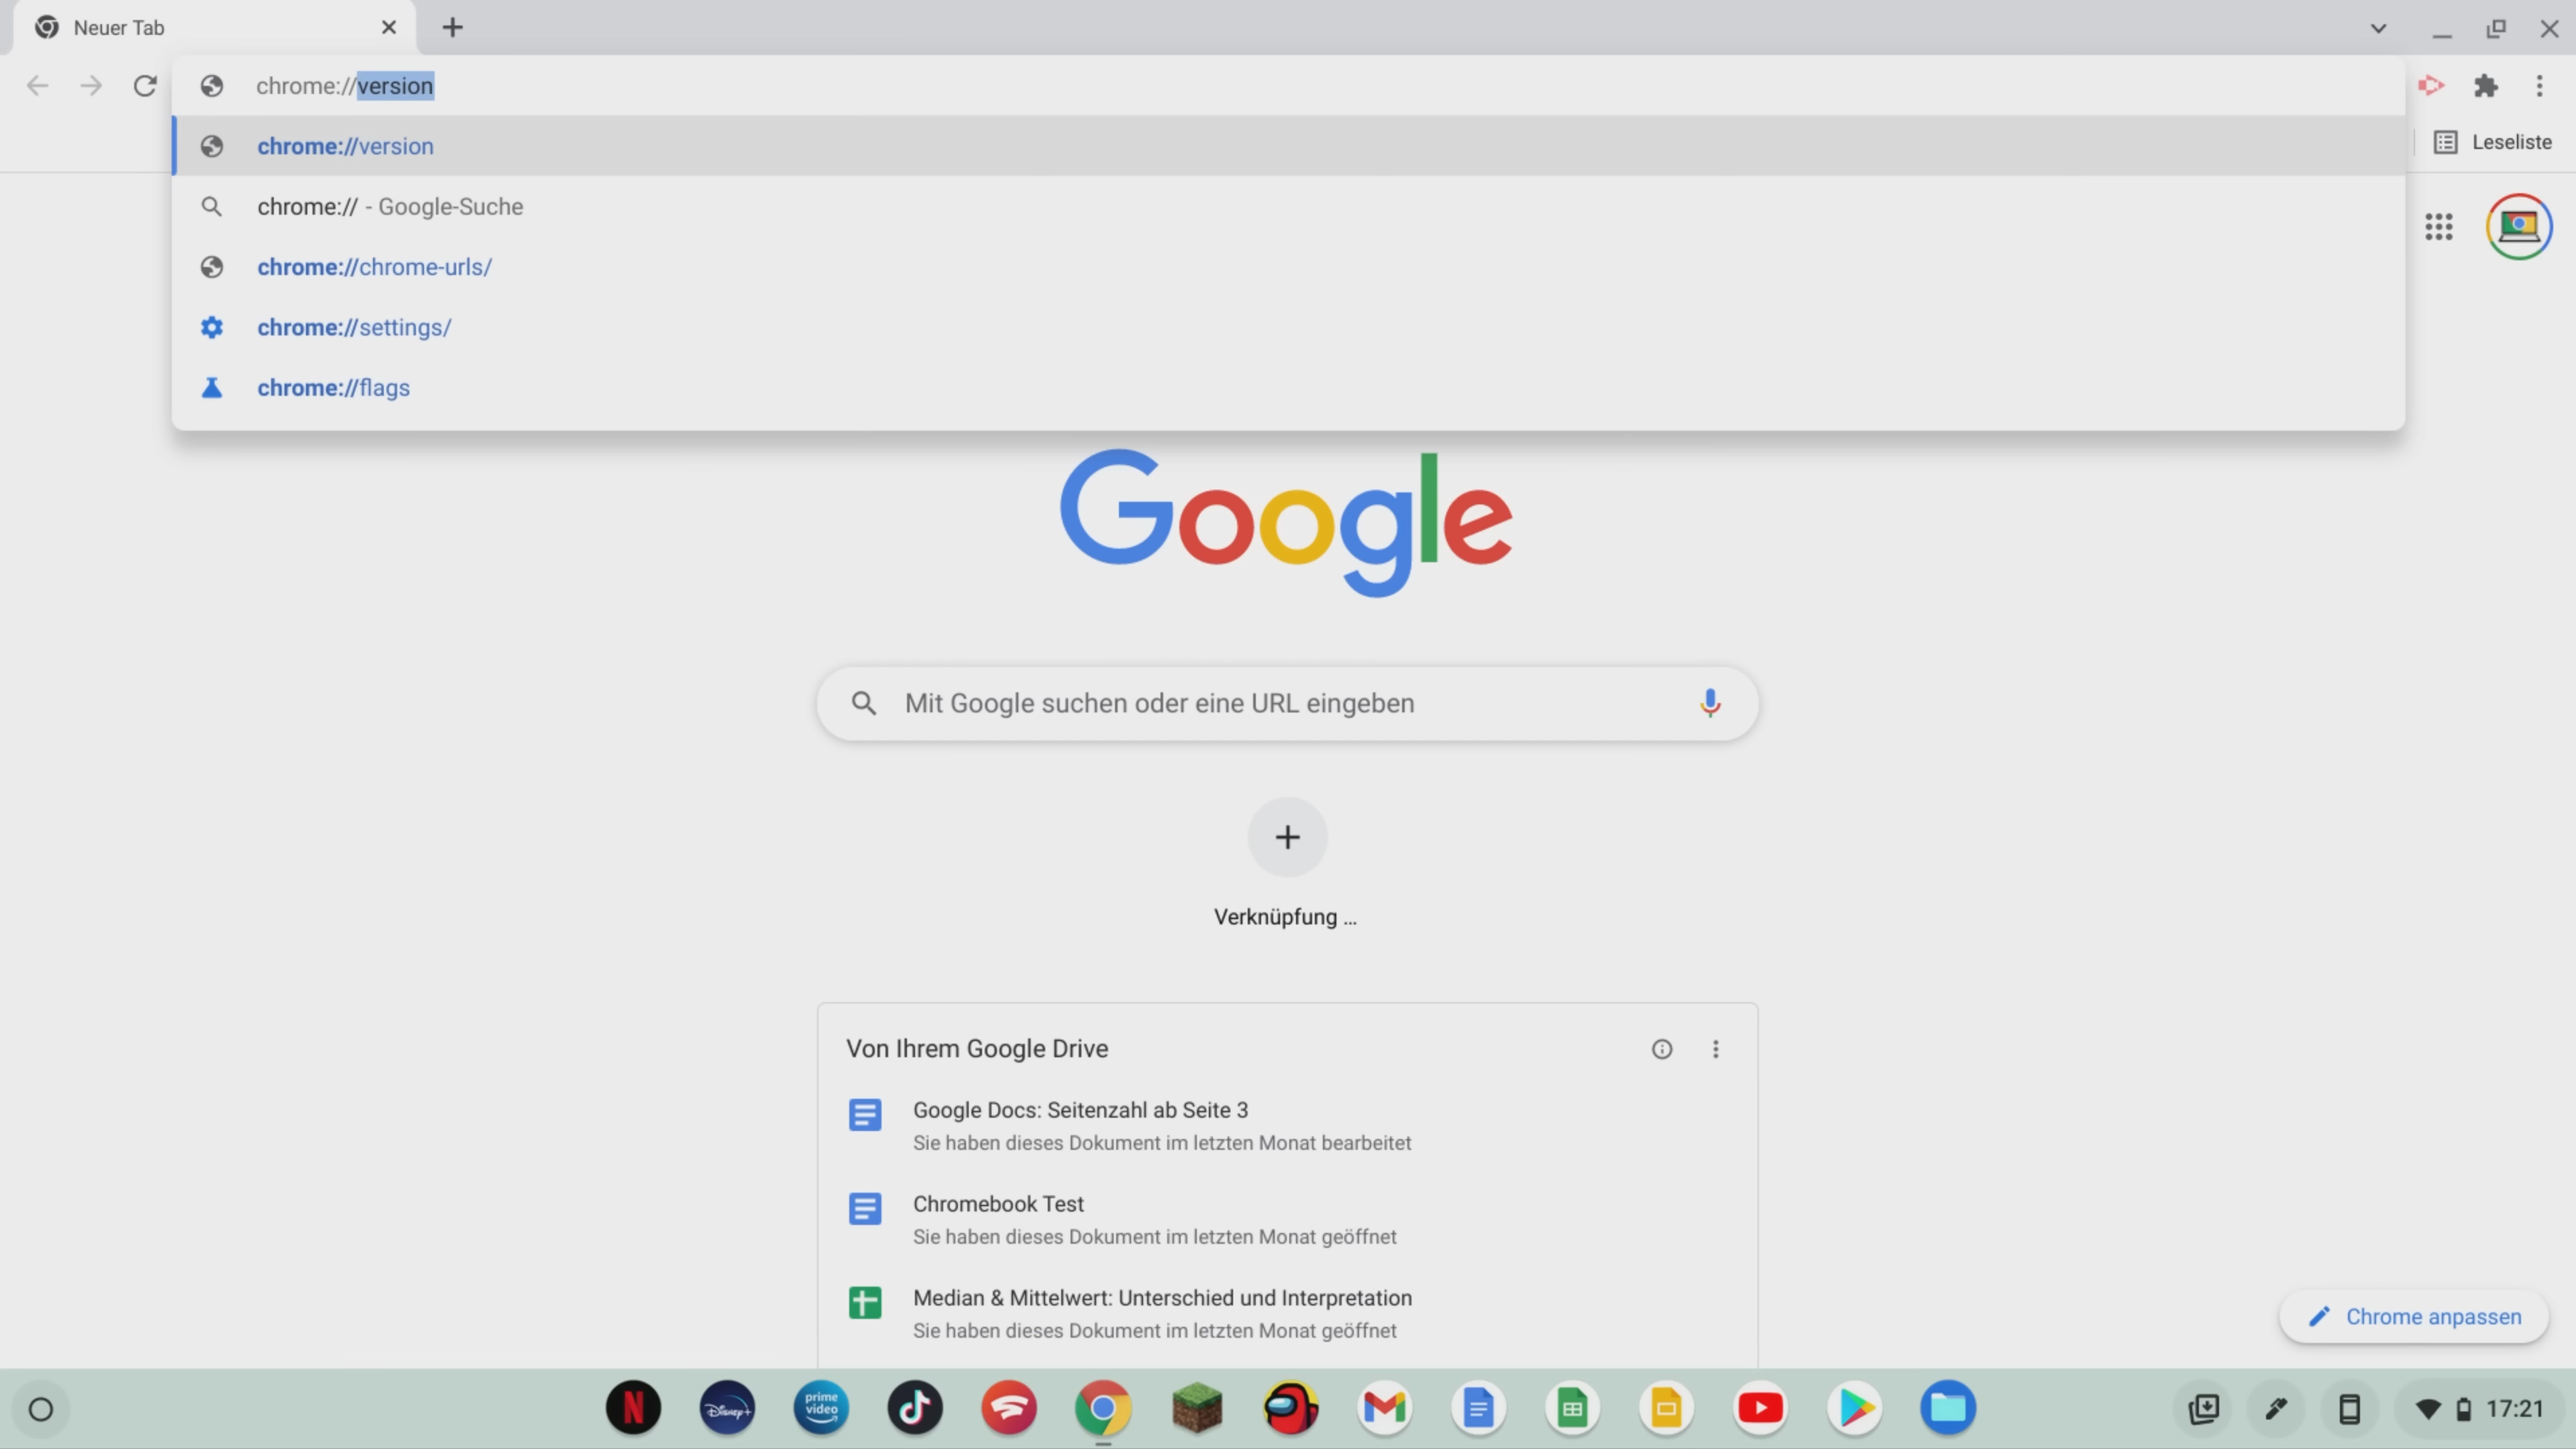 Neuer Tab
chrome://version
Leseliste
chrome://version
chrome:// - Google-Suche
chrome://chrome-urls/
chrome://settings/
chrome://flags
Google
Mit Google suchen oder eine URL eingeben
Verknüpfung ...
Von Ihrem Google Drive
Google Docs: Seitenzahl ab Seite 3
Sie haben dieses Dokument im letzten Monat bearbeitet
Chromebook Test
Sie haben dieses Dokument im letzten Monat geöffnet
Median & Mittelwert: Unterschied und Interpretation
Sie haben dieses Dokument im letzten Monat geöffnet
Chrome anpassen
N
Disney+
prime
video
17:21